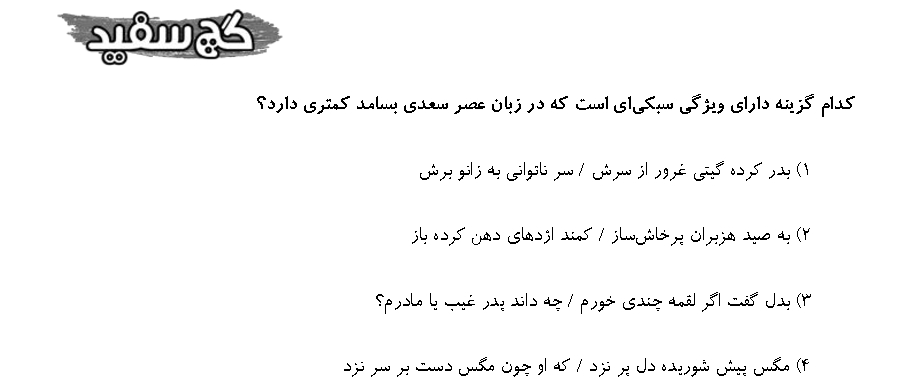 گچ سفید
کدام گزینه دارای ویژگی سبکی‌ای است که در زبان عصر سعدی بسامد کمتری دارد؟
۱) بدر کرده گیتی غرور از سرش / سر ناتوانی به زانو برش
۲) به صید هزبران پرخاش‌ساز / کمند اژدهای دهن کرده باز
۳) بدل گفت اگر لقمه چندی خورم / چه داند پدر غیب یا مادرم؟
۴) مگس پیش شوریده دل پر نزد / که او چون مگس دست بر سر نزد